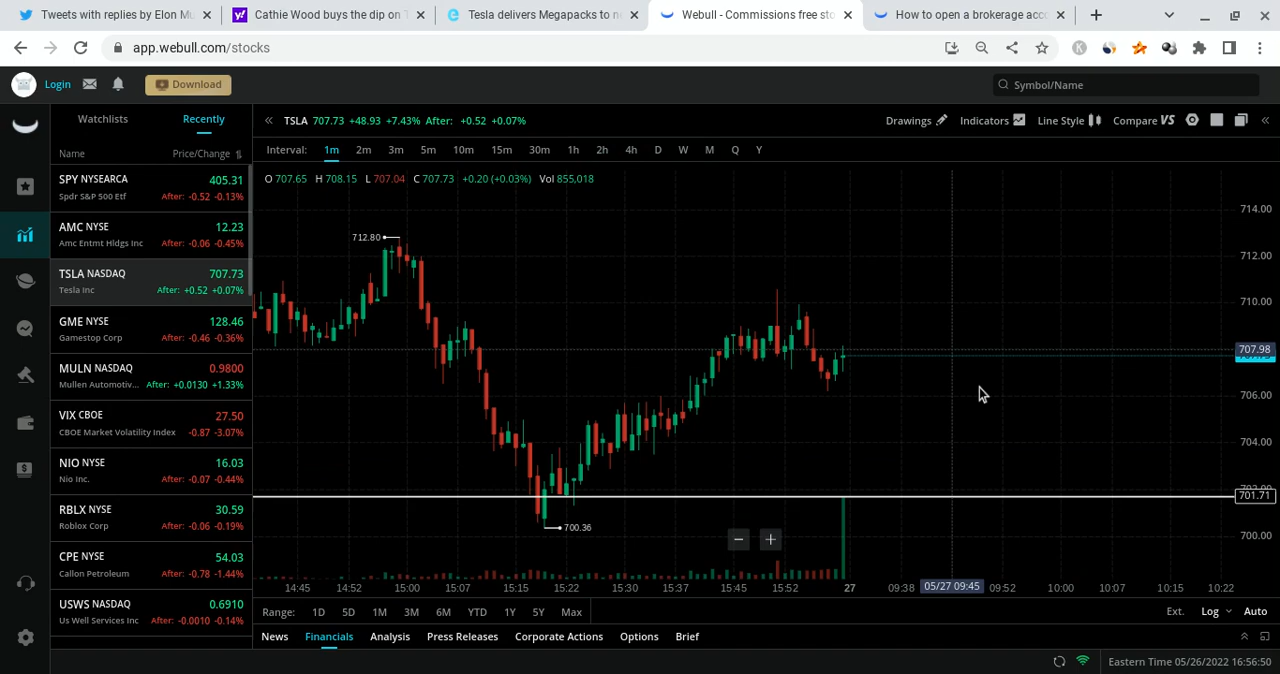 Tweets with replies by Elon Mu
Cathie Wood buys the dip on T
Tesla delivers Megapacks to n
Webull - Commissions free sto
How to open a brokerage acc
app.webull.com/stocks
K
Login
Download
Symbol/Name
Watchlists
Recently
Name Price/Change
SPY NYSEARCA 405.31
Spdr S&P 500 Etf After: -0.52 -0.13%
AMC NYSE 12.23
Amc Entmt Hldgs Inc After: -0.06 -0.45%
TSLA NASDAQ 707.73
Tesla Inc After: +0.52 +0.07%
GME NYSE 128.46
Gamestop Corp After: -0.46 -0.36%
MULN NASDAQ 0.9800
Mullen Automotiv... After: +0.0130 +1.33%
VIX CBOE 27.50
CBOE Market Volatility Index -0.87 -3.07%
NIO NYSE 16.03
Nio Inc. After: -0.07 -0.44%
RBLX NYSE 30.59
Roblox Corp After: -0.06 -0.19%
CPE NYSE 54.03
Callon Petroleum After: -0.78 -1.44%
USWS NASDAQ 0.6910
Us Well Services Inc After: -0.0010 -0.14%
TSLA 707.73 +48.93 +7.43% After: +0.52 +0.07%
Drawings Indicators Line Style Compare VS
Interval: 1m 2m 3m 5m 10m 15m 30m 1h 2h 4h D W M Q Y
O 707.65 H 708.15 L 707.04 C 707.73 +0.20 (+0.03%) Vol 855,018
712.80
700.36
714.00
712.00
710.00
707.98
706.00
704.00
701.71
700.00
14:45 14:52 15:00 15:07 15:15 15:22 15:30 15:37 15:45 15:52 27 09:38 05/27 09:45 09:52 10:00 10:07 10:15 10:22
Range: 1D 5D 1M 3M 6M YTD 1Y 5Y Max
Ext. Log Auto
News Financials Analysis Press Releases Corporate Actions Options Brief
Eastern Time 05/26/2022 16:56:50